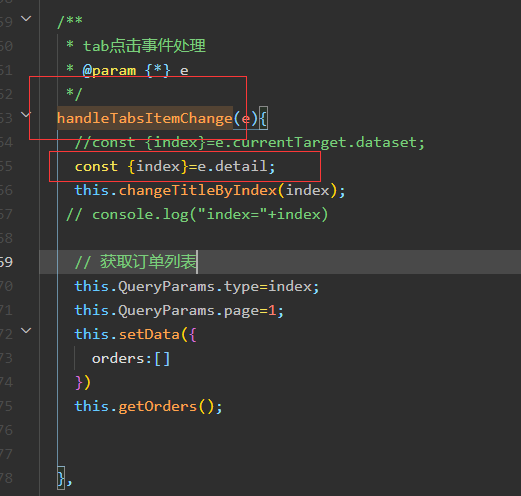 59 /**
60 * tab点击事件处理
61 * @param {*} e
62 */
63 handleTabsItemChange(e){
64 //const {index}=e.currentTarget.dataset;
65 const {index}=e.detail;
66 this.changeTitleByIndex(index);
67 // console.log("index="+index)
68
69 // 获取订单列表
70 this.QueryParams.type=index;
71 this.QueryParams.page=1;
72 this.setData({
73 orders:[]
74 })
75 this.getOrders();
76
77
78 },